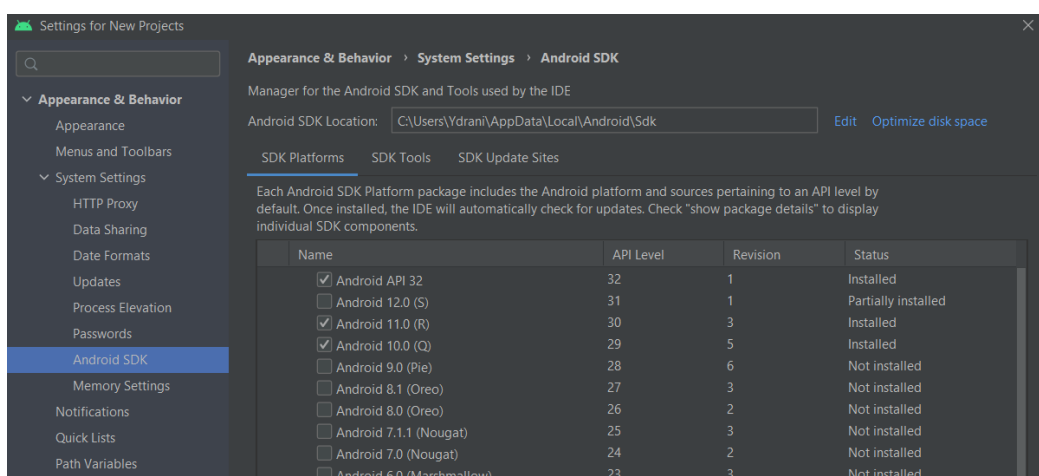 Settings for New Projects
Appearance & Behavior
Appearance
Menus and Toolbars
System Settings
HTTP Proxy
Data Sharing
Date Formats
Updates
Process Elevation
Passwords
Android SDK
Memory Settings
Notifications
Quick Lists
Path Variables
Appearance & Behavior › System Settings › Android SDK
Manager for the Android SDK and Tools used by the IDE
Android SDK Location: C:\Users\Ydrani\AppData\Local\Android\Sdk Edit Optimize disk space
SDK Platforms SDK Tools SDK Update Sites
Each Android SDK Platform package includes the Android platform and sources pertaining to an API level by
default. Once installed, the IDE will automatically check for updates. Check "show package details" to display
individual SDK components.
Name API Level Revision Status
Android API 32 32 1 Installed
Android 12.0 (S) 31 1 Partially installed
Android 11.0 (R) 30 3 Installed
Android 10.0 (Q) 29 5 Installed
Android 9.0 (Pie) 28 6 Not installed
Android 8.1 (Oreo) 27 3 Not installed
Android 8.0 (Oreo) 26 2 Not installed
Android 7.1.1 (Nougat) 25 3 Not installed
Android 7.0 (Nougat) 24 2 Not installed
Android 6.0 (Marshmallow) 23 3 Not installed